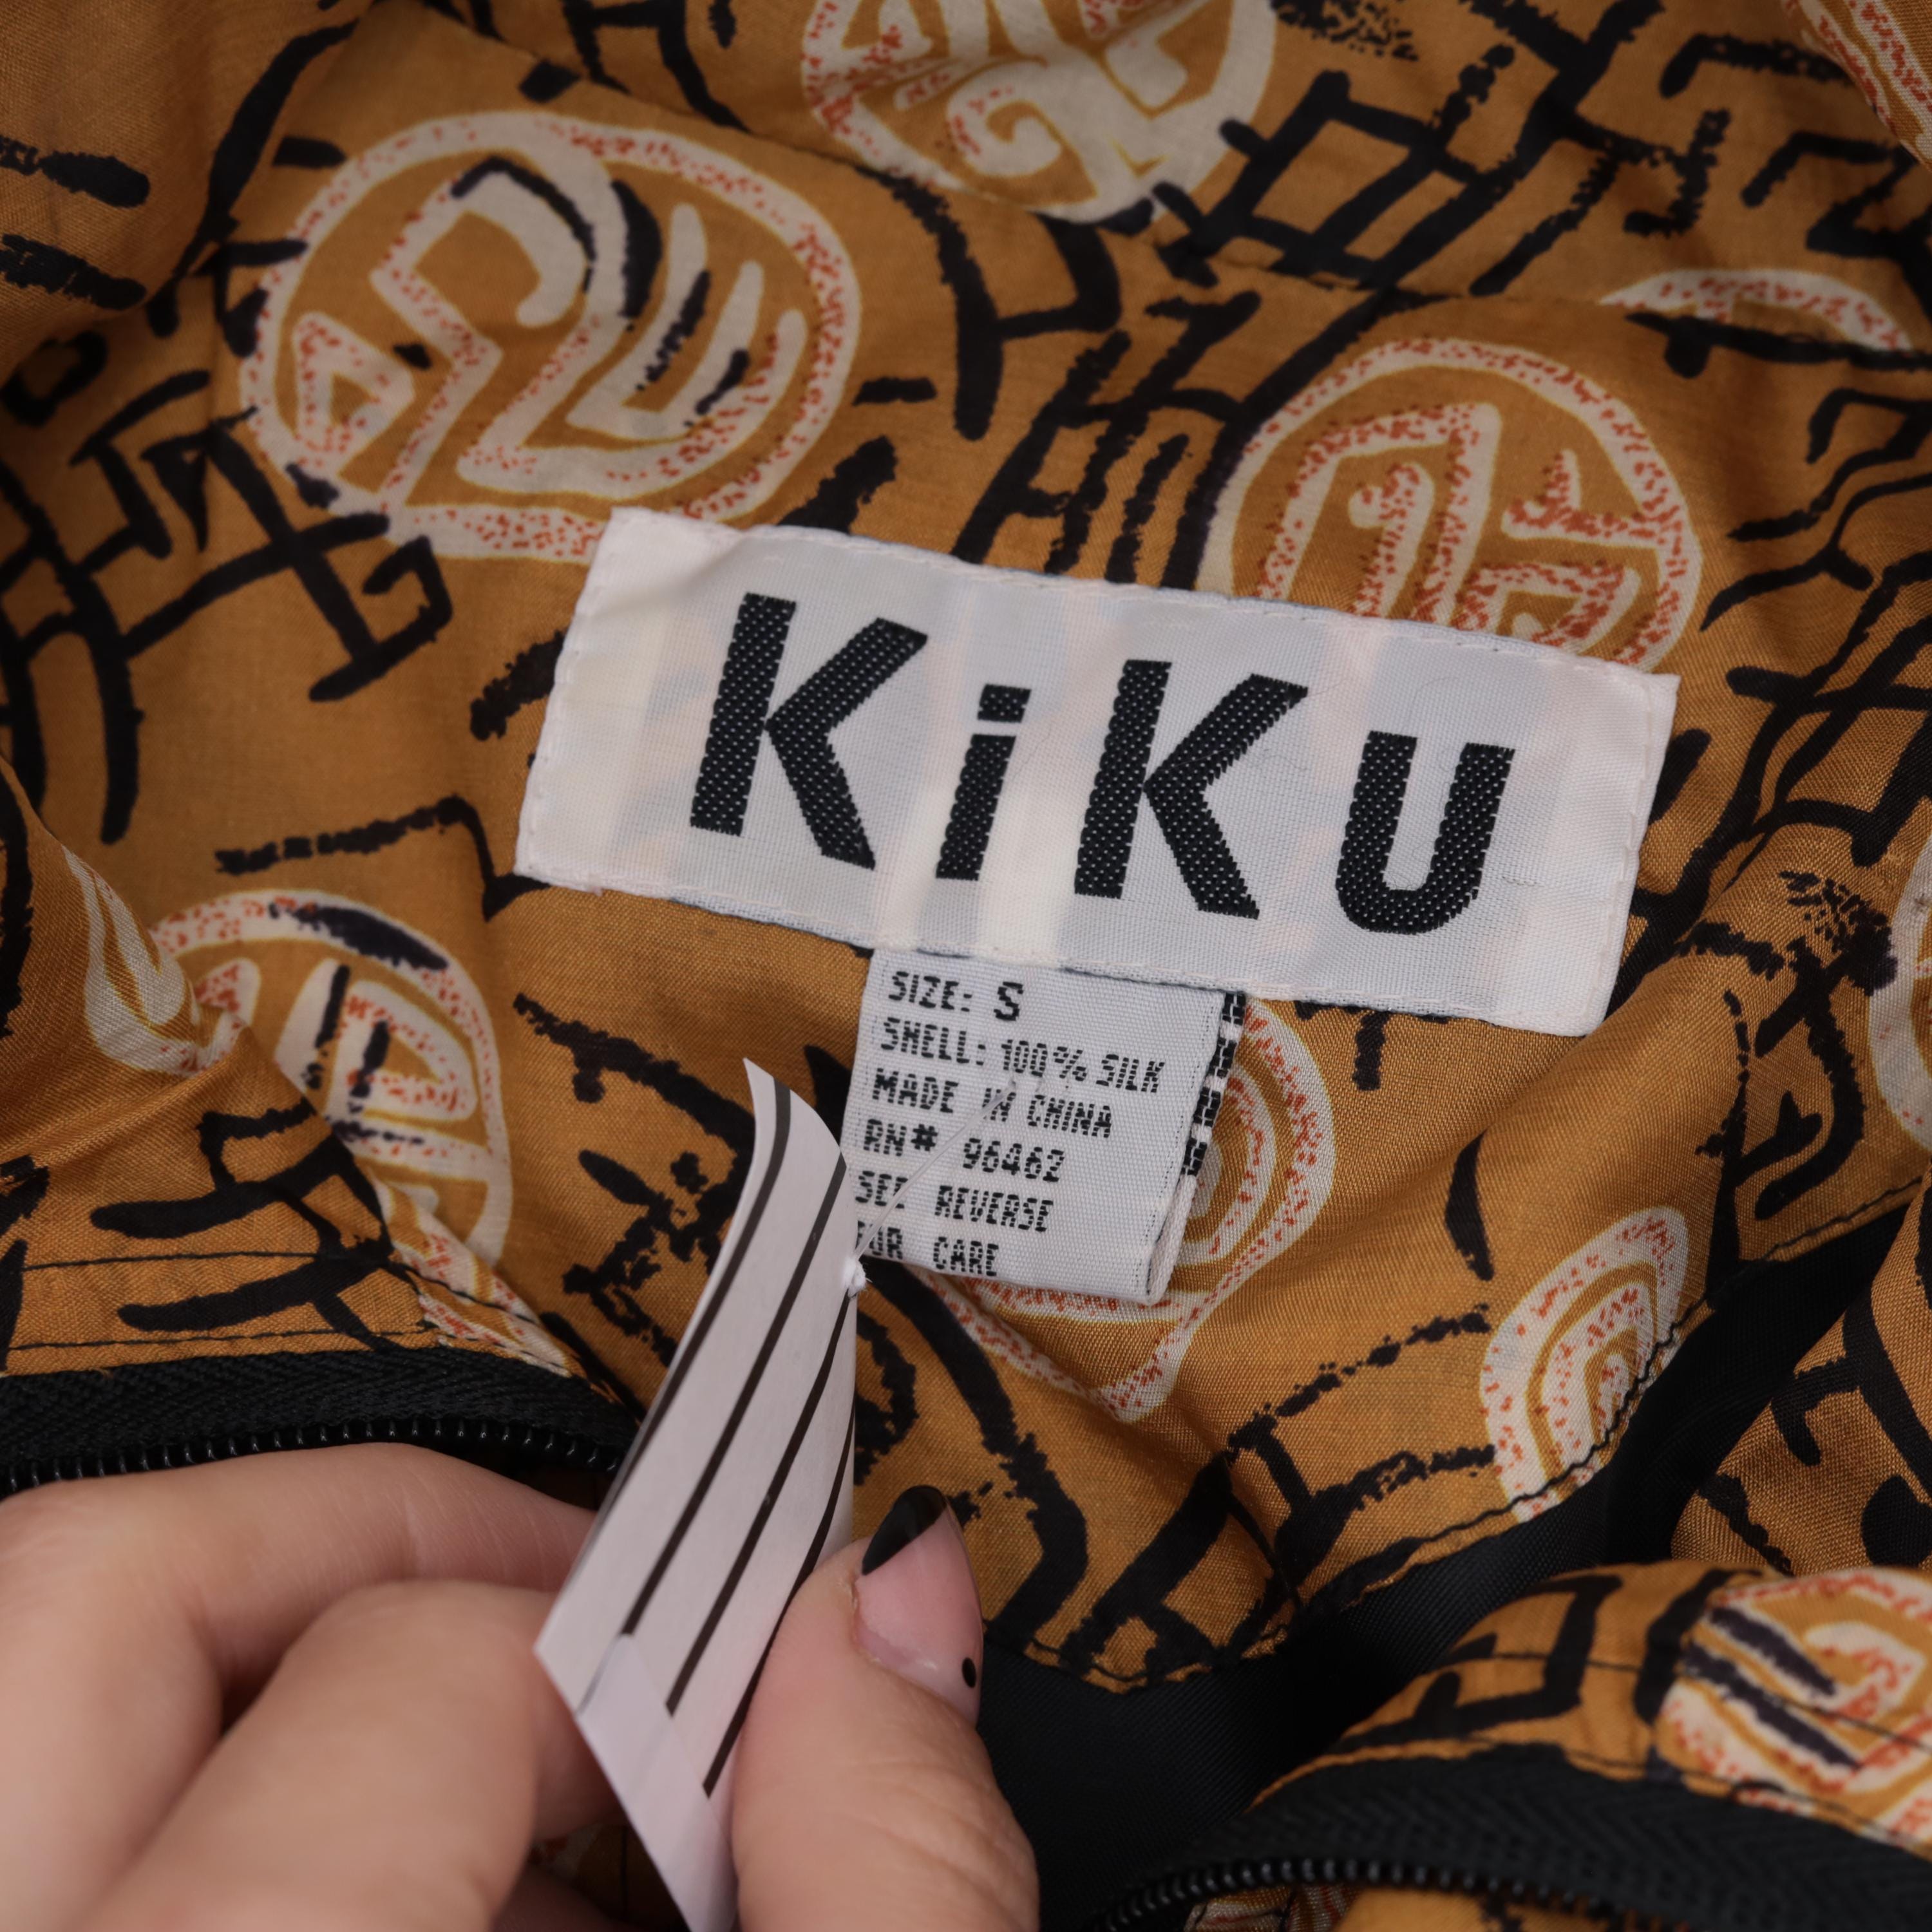 KiKu
SIZE: S
SHELL: 100% SILK
MADE IN CHINA
RN# 96462
SEE REVERSE
FOR CARE